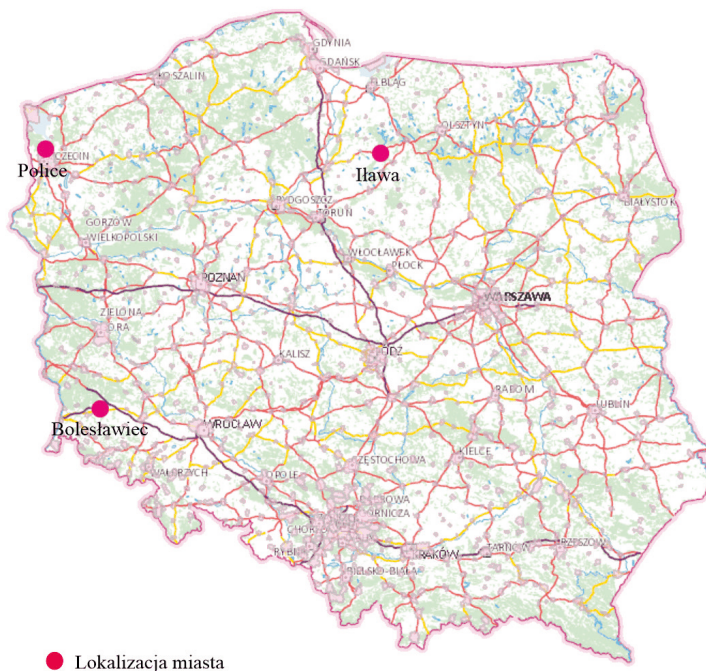 GDYNIA
GDAŃSK
KOSZALIN
ELBLĄG
OLSZTYN
Police
Iława
BIAŁYSTOK
BYDGOSZCZ
TORUŃ
GORZÓW
WIELKOPOLSKI
WŁOCŁAWEK
PŁOCK
POZNAŃ
WARSZAWA
ZIELONA
GÓRA
KALISZ
ŁÓDŹ
RADOM
LUBLIN
Bolesławiec
WROCŁAW
WAŁBRZYCH
OPOLE
CZĘSTOCHOWA
KIELCE
KRAKÓW
TARNÓW
RZESZÓW
BIELSKO-BIAŁA
Lokalizacja miasta